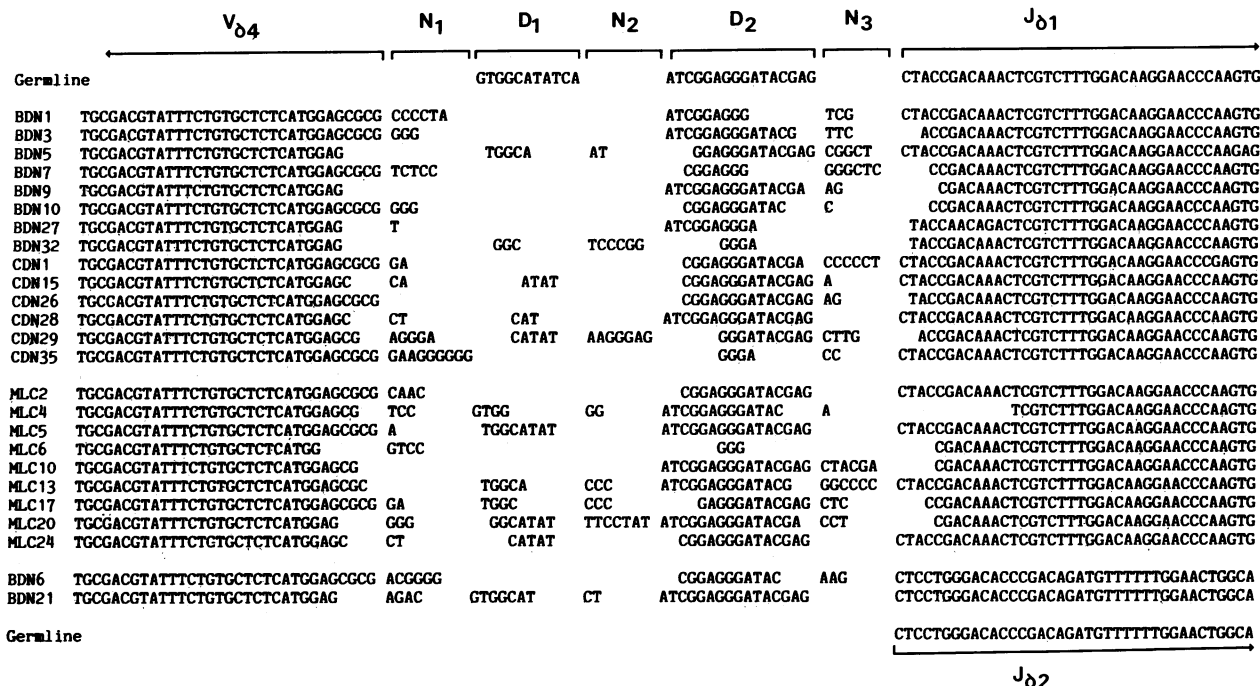 Vδ4 N1 D1 N2 D2 N3 Jδ1
Germline GTGGCATATCA ATCGGAGGGATACGAG CTACCGACAAACTCGTCTTTGGACAAGGAACCCAAGTG
BDN1 TGCGACGTATTTCTGTGCTCTCATGGAGCGCG CCCCTA ATCGGAGGG TCG CTACCGACAAACTCGTCTTTGGACAAGGAACCCAAGTG
BDN3 TGCGACGTATTTCTGTGCTCTCATGGAGCGCG GGG ATCGGAGGGATACG TTC ACCGACAAACTCGTCTTTGGACAAGGAACCCAAGTG
BDN5 TGCGACGTATTTCTGTGCTCTCATGGAG TGGCA AT GGAGGGATACGAG CGGCT CTACCGACAAACTCGTCTTTGGACAAGGAACCCAAGAG
BDN7 TGCGACGTATTTCTGTGCTCTCATGGAGCGCG TCTCC CGGAGGG GGGCTC CCGACAAACTCGTCTTTGGACAAGGAACCCAAGTG
BDN9 TGCGACGTATTTCTGTGCTCTCATGGAG ATCGGAGGGATACGA AG CGACAAACTCGTCTTTGGACAAGGAACCCAAGTG
BDN10 TGCGACGTATTTCTGTGCTCTCATGGAGCGCG GGG CGGAGGGATAC C CCGACAAACTCGTCTTTGGACAAGGAACCCAAGTG
BDN27 TGCGACGTATTTCTGTGCTCTCATGGAG T ATCGGAGGGA TACCAACAGACTCGTCTTTGGACAAGGAACCCAAGTG
BDN32 TGCGACGTATTTCTGTGCTCTCATGGAG GGC TCCCGG GGGA TACCGACAAACTCGTCTTTGGACAAGGAACCCAAGTG
CDN1 TGCGACGTATTTCTGTGCTCTCATGGAGCGCG GA CGGAGGGATACGA CCCCCT CTACCGACAAACTCGTCTTTGGACAAGGAACCCGAGTG
CDN15 TGCGACGTATTTCTGTGCTCTCATGGAGC CA ATAT CGGAGGGATACGAG A CTACCGACAAACTCGTCTTTGGACAAGGAACCCAAGTG
CDN26 TGCGACGTATTTCTGTGCTCTCATGGAGCGCG CGGAGGGATACGAG AG TACCGACAAACTCGTCTTTGGACAAGGAACCCAAGTG
CDN28 TGCGACGTATTTCTGTGCTCTCATGGAGC CT CAT ATCGGAGGGATACGAG CTACCGACAAACTCGTCTTTGGACAAGGAACCCAAGTG
CDN29 TGCGACGTATTTCTGTGCTCTCATGGAGCG AGGGA CATAT AAGGGAG GGGATACGAG CTTG ACCGACAAACTCGTCTTTGGACAAGGAACCCAAGTG
CDN35 TGCGACGTATTTCTGTGCTCTCATGGAGCGCG GAAGGGGGG GGGA CC CTACCGACAAACTCGTCTTTGGACAAGGAACCCAAGTG
MLC2 TGCGACGTATTTCTGTGCTCTCATGGAGCGCG CAAC CGGAGGGATACGAG CTACCGACAAACTCGTCTTTGGACAAGGAACCCAAGTG
MLC4 TGCGACGTATTTCTGTGCTCTCATGGAGCG TCC GTGG GG ATCGGAGGGATAC A TCGTCTTTGGACAAGGAACCCAAGTG
MLC5 TGCGACGTATTTCTGTGCTCTCATGGAGCGCG A TGGCATAT ATCGGAGGGATACGAG CTACCGACAAACTCGTCTTTGGACAAGGAACCCAAGTG
MLC6 TGCGACGTATTTCTGTGCTCTCATGG GTCC GGG CGACAAACTCGTCTTTGGACAAGGAACCCAAGTG
MLC10 TGCGACGTATTTCTGTGCTCTCATGGAGCG ATCGGAGGGATACGAG CTACGA CGACAAACTCGTCTTTGGACAAGGAACCCAAGTG
MLC13 TGCGACGTATTTCTGTGCTCTCATGGAGCGC TGGCA CCC ATCGGAGGGATACG GGCCCC CTACCGACAAACTCGTCTTTGGACAAGGAACCCAAGTG
MLC17 TGCGACGTATTTCTGTGCTCTCATGGAGCGCG GA TGGC CCC GAGGGATACGAG CTC CCGACAAACTCGTCTTTGGACAAGGAACCCAAGTG
MLC20 TGCGACGTATTTCTGTGCTCTCATGGAG GGG GGCATAT TTCCTAT ATCGGAGGGATACGA CCT CGACAAACTCGTCTTTGGACAAGGAACCCAAGTG
MLC24 TGCGACGTATTTCTGTGCTCTCATGGAGC CT CATAT CGGAGGGATACGAG CTACCGACAAACTCGTCTTTGGACAAGGAACCCAAGTG
BDN6 TGCGACGTATTTCTGTGCTCTCATGGAGCGCG ACGGGG CGGAGGGATAC AAG CTCCTGGGACACCCGACAGATGTTTTTTGGAACTGGCA
BDN21 TGCGACGTATTTCTGTGCTCTCATGGAG AGAC GTGGCAT CT ATCGGAGGGATACGAG CTCCTGGGACACCCGACAGATGTTTTTTGGAACTGGCA
Germline CTCCTGGGACACCCGACAGATGTTTTTTGGAACTGGCA
Jδ2